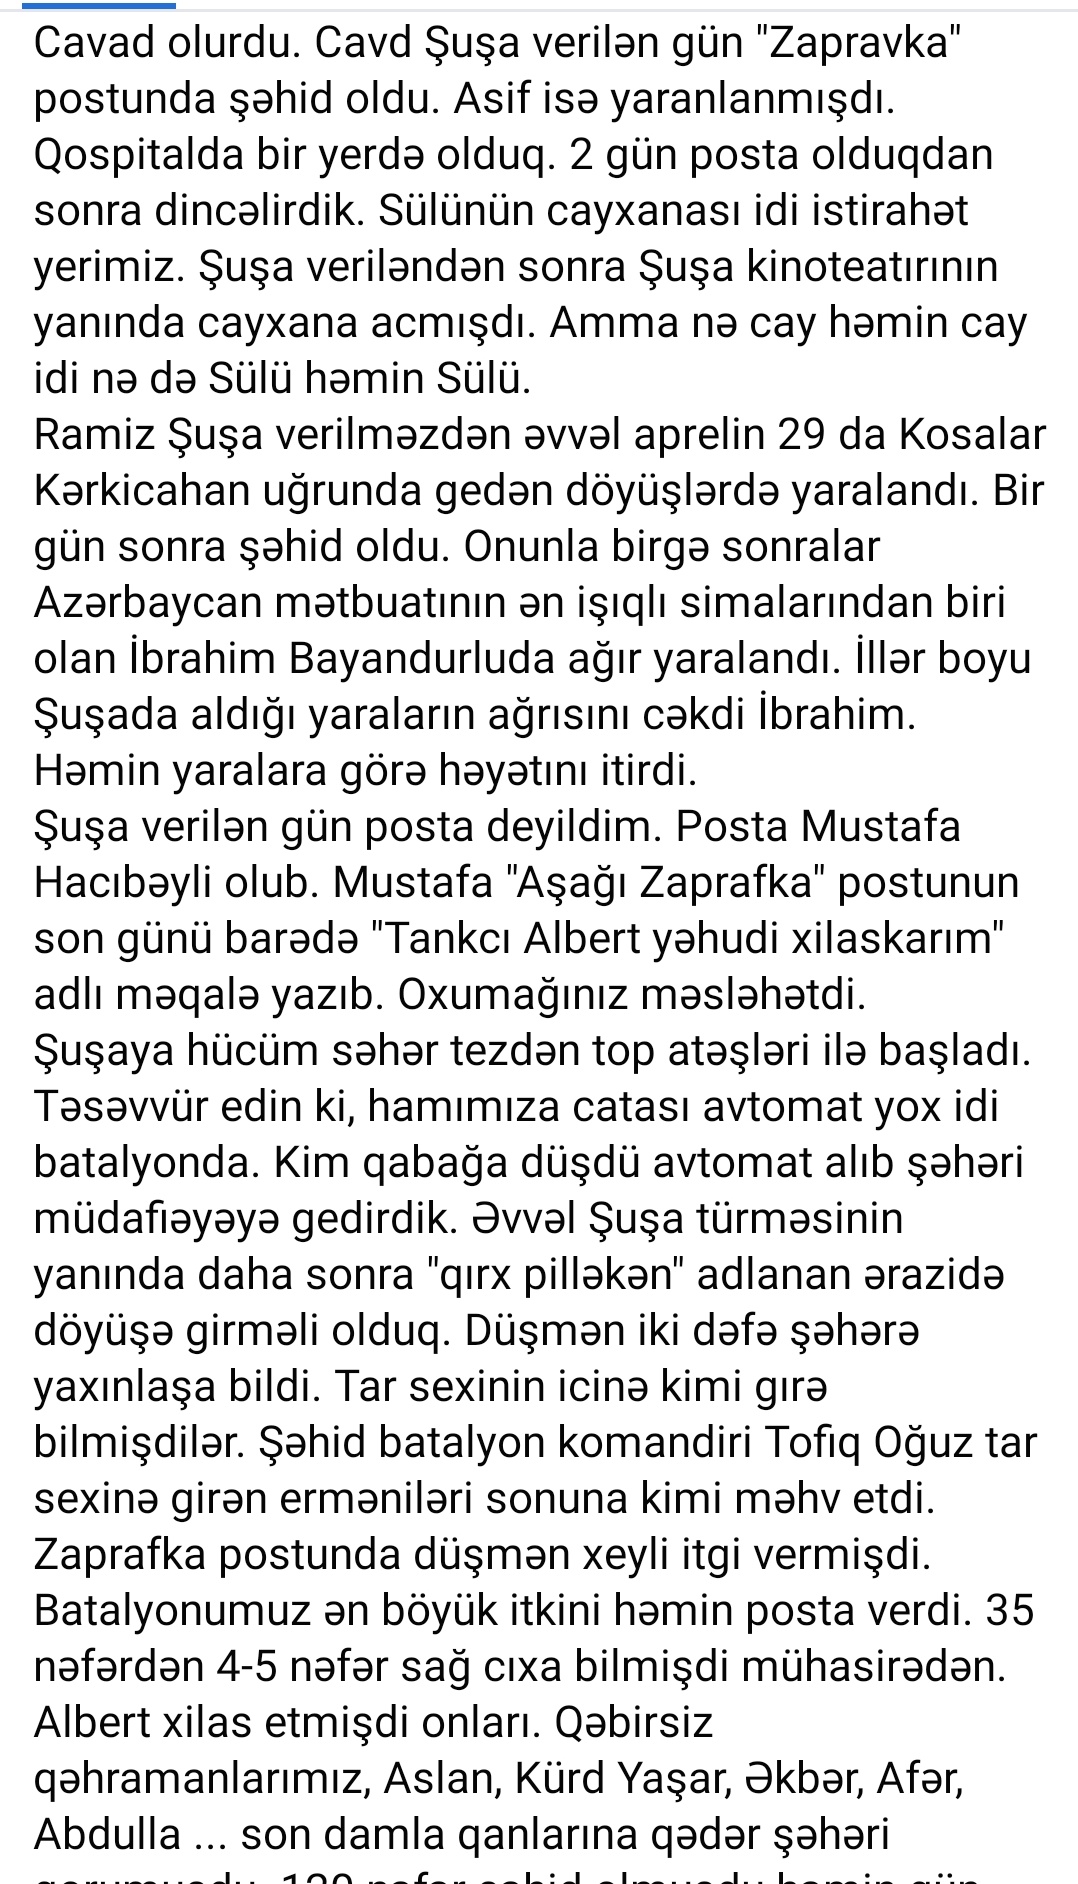 Cavad olurdu. Cavd Şuşa verilən gün "Zapravka"
postunda şəhid oldu. Asif isə yaranlanmışdı.
Qospitalda bir yerdə olduq. 2 gün posta olduqdan
sonra dincəlirdik. Sülünün cayxanası idi istirahət
yerimiz. Şuşa veriləndən sonra Şuşa kinoteatırının
yanında cayxana acmışdı. Amma nə cay həmin cay
idi nə də Sülü həmin Sülü.
Ramiz Şuşa verilməzdən əvvəl aprelin 29 da Kosalar
Kərkicahan uğrunda gedən döyüşlərdə yaralandı. Bir
gün sonra şəhid oldu. Onunla birgə sonralar
Azərbaycan mətbuatının ən işıqlı simalarından biri
olan İbrahim Bayandurluda ağır yaralandı. İllər boyu
Şuşada aldığı yaraların ağrısını cəkdi İbrahim.
Həmin yaralara görə həyətını itirdi.
Şuşa verilən gün posta deyildim. Posta Mustafa
Hacıbəyli olub. Mustafa "Aşağı Zaprafka" postunun
son günü barədə "Tankcı Albert yəhudi xilaskarım"
adlı məqalə yazıb. Oxumağınız məsləhətdi.
Şuşaya hücüm səhər tezdən top atəşləri ilə başladı.
Təsəvvür edin ki, hamımıza catası avtomat yox idi
batalyonda. Kim qabağa düşdü avtomat alıb şəhəri
müdafiəyəyə gedirdik. Əvvəl Şuşa türməsinin
yanında daha sonra "qırx pilləkən" adlanan ərazidə
döyüşə girməli olduq. Düşmən iki dəfə şəhərə
yaxınlaşa bildi. Tar sexinin icinə kimi gırə
bilmişdilər. Şəhid batalyon komandiri Tofiq Oğuz tar
sexinə girən erməniləri sonuna kimi məhv etdi.
Zaprafka postunda düşmən xeyli itgi vermişdi.
Batalyonumuz ən böyük itkini həmin posta verdi. 35
nəfərdən 4-5 nəfər sağ cıxa bilmişdi mühasirədən.
Albert xilas etmişdi onları. Qəbirsiz
qəhramanlarımız, Aslan, Kürd Yaşar, Əkbər, Afər,
Abdulla ... son damla qanlarına qədər şəhəri